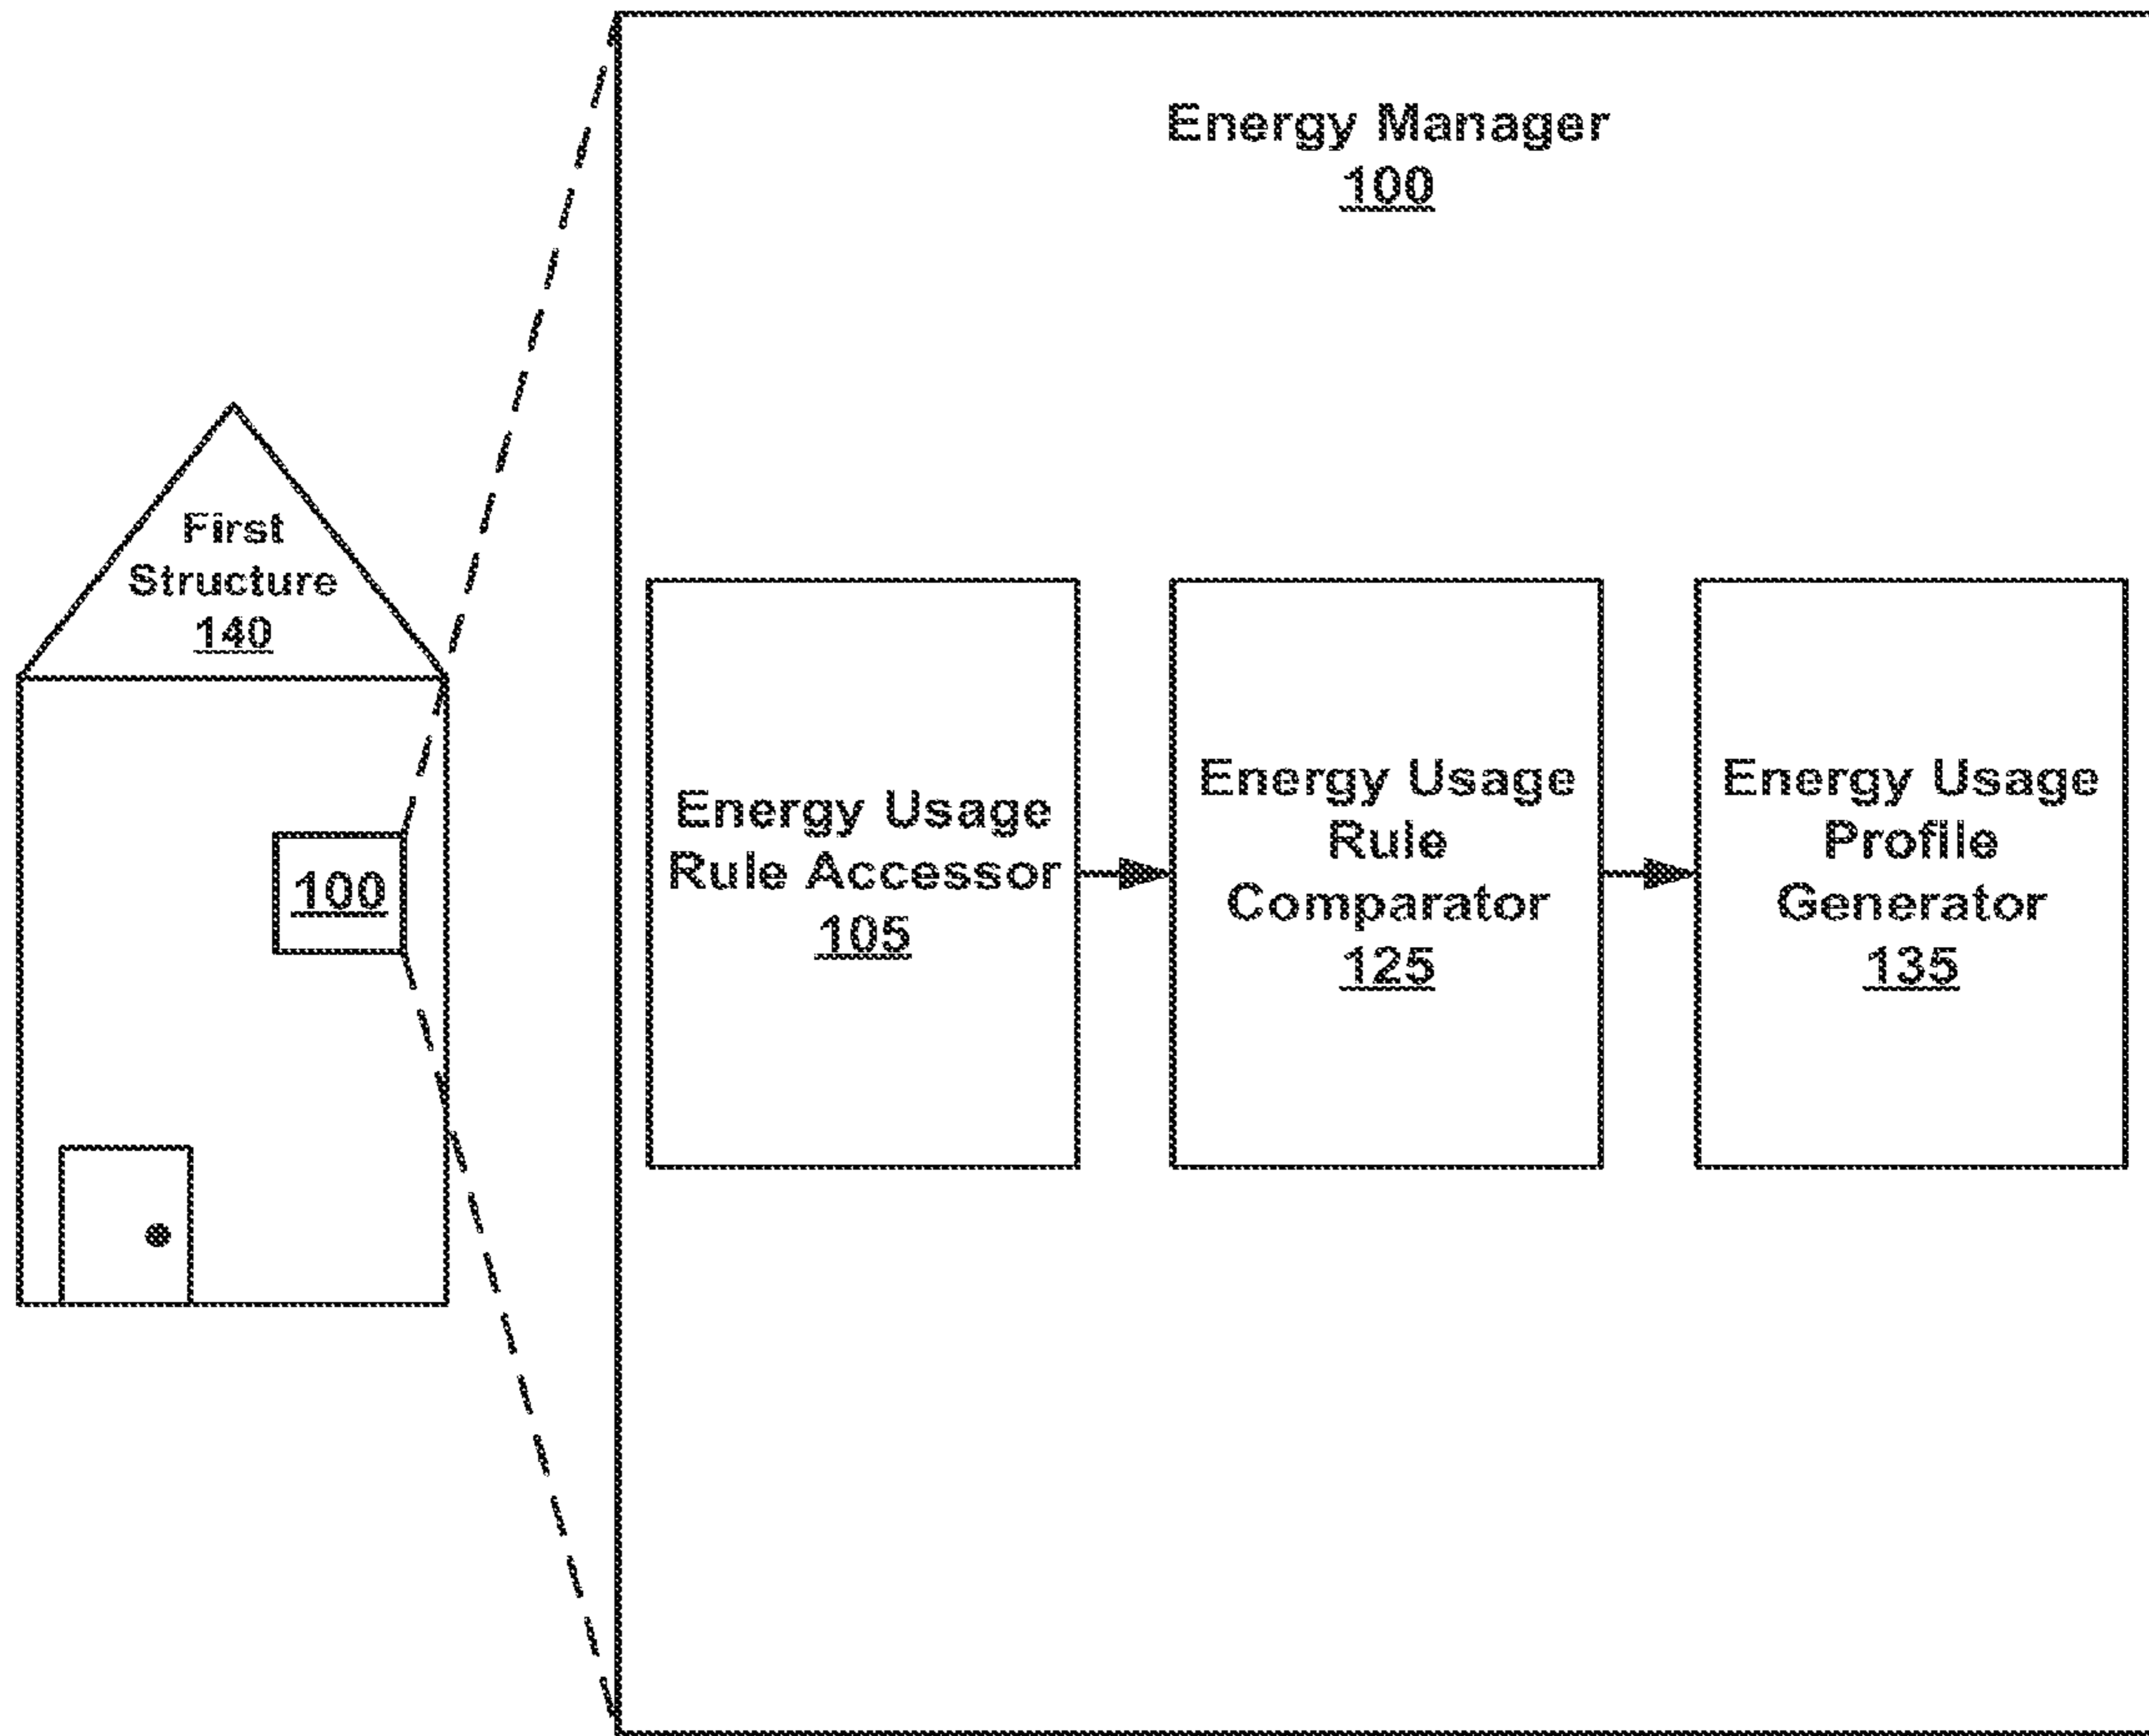 Energy Manager
100
First
Structure
140
100
Energy Usage
Rule Accessor
105
Energy Usage
Rule
Comparator
125
Energy Usage
Profile
Generator
135